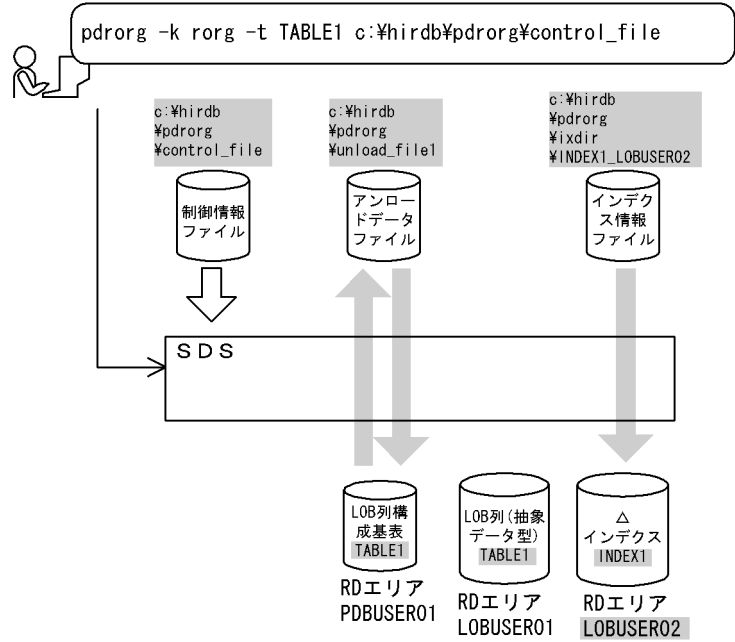 pdrorg -k rorg -t TABLE1 c:¥hirdb¥pdrorg¥control_file
c:¥hirdb
¥pdrorg
¥control_file
c:¥hirdb
¥pdrorg
¥unload_file1
c:¥hirdb
¥pdrorg
¥ixdir
¥INDEX1_LOBUSER02
制御情報
ファイル
アンロー
ドデータ
ファイル
インデク
ス情報
ファイル
SDS
LOB列構
成基表
TABLE1
RDエリア
PDBUSER01
LOB列(抽象
データ型)
TABLE1
RDエリア
LOBUSER01
△
インデクス
INDEX1
RDエリア
LOBUSER02